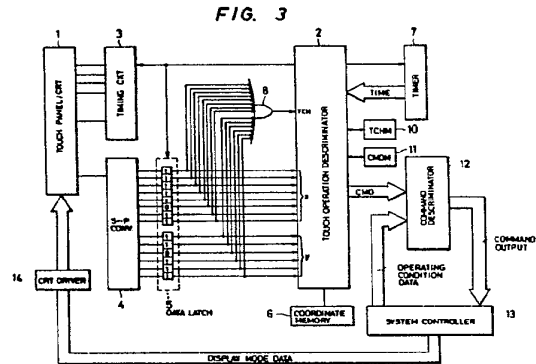 FIG. 3
1
3
2
7
TOUCH PANEL/CRT
TIMING CKT
TOUCH OPERATION DISCRIMINATOR
TIMER
TIME
8
TCH
TCHM
10
CMDM
11
12
CMD
COMMAND DISCRIMINATOR
S-P CONV
X
Y
COMMAND OUTPUT
OPERATING CONDITION DATA
14
CRT DRIVER
4
5
DATA LATCH
6
COORDINATE MEMORY
SYSTEM CONTROLLER
13
DISPLAY MODE DATA